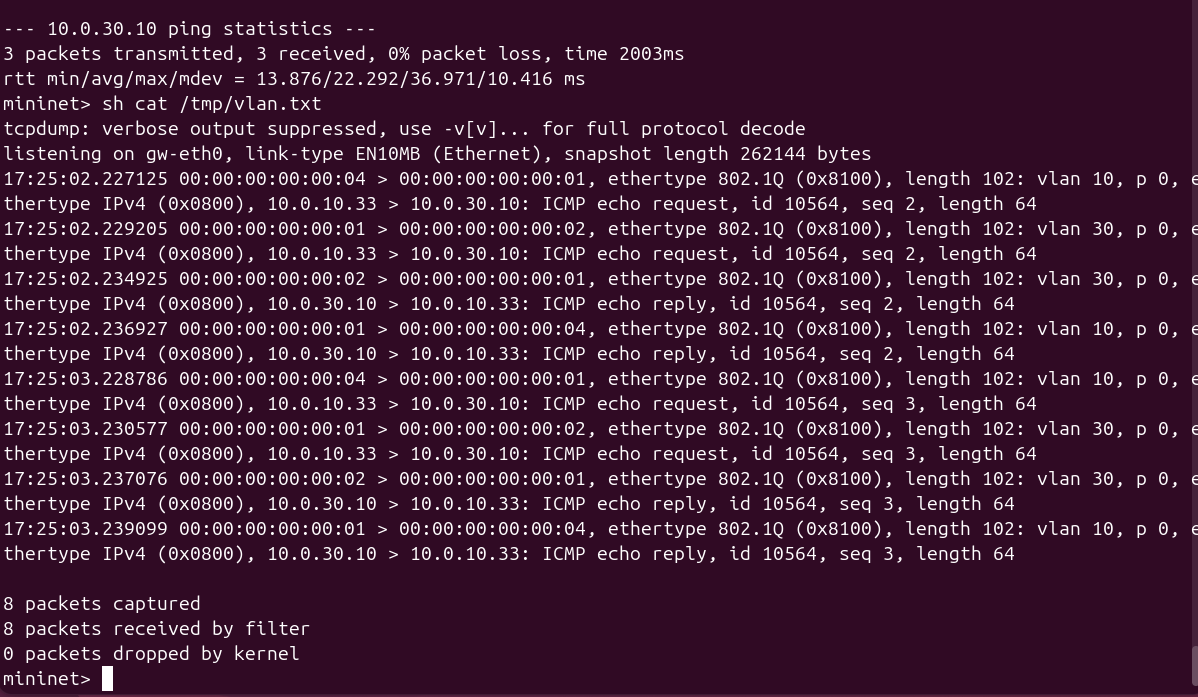 --- 10.0.30.10 ping statistics ---
3 packets transmitted, 3 received, 0% packet loss, time 2003ms
rtt min/avg/max/mdev = 13.876/22.292/36.971/10.416 ms
mininet> sh cat /tmp/vlan.txt
tcpdump: verbose output suppressed, use -v[v]... for full protocol decode
listening on gw-eth0, link-type EN10MB (Ethernet), snapshot length 262144 bytes
17:25:02.227125 00:00:00:00:00:04 > 00:00:00:00:00:01, ethertype 802.1Q (0x8100), length 102: vlan 10, p 0, e
thertype IPv4 (0x0800), 10.0.10.33 > 10.0.30.10: ICMP echo request, id 10564, seq 2, length 64
17:25:02.229205 00:00:00:00:00:01 > 00:00:00:00:00:02, ethertype 802.1Q (0x8100), length 102: vlan 30, p 0, e
thertype IPv4 (0x0800), 10.0.10.33 > 10.0.30.10: ICMP echo request, id 10564, seq 2, length 64
17:25:02.234925 00:00:00:00:00:02 > 00:00:00:00:00:01, ethertype 802.1Q (0x8100), length 102: vlan 30, p 0, e
thertype IPv4 (0x0800), 10.0.30.10 > 10.0.10.33: ICMP echo reply, id 10564, seq 2, length 64
17:25:02.236927 00:00:00:00:00:01 > 00:00:00:00:00:04, ethertype 802.1Q (0x8100), length 102: vlan 10, p 0, e
thertype IPv4 (0x0800), 10.0.30.10 > 10.0.10.33: ICMP echo reply, id 10564, seq 2, length 64
17:25:03.228786 00:00:00:00:00:04 > 00:00:00:00:00:01, ethertype 802.1Q (0x8100), length 102: vlan 10, p 0, e
thertype IPv4 (0x0800), 10.0.10.33 > 10.0.30.10: ICMP echo request, id 10564, seq 3, length 64
17:25:03.230577 00:00:00:00:00:01 > 00:00:00:00:00:02, ethertype 802.1Q (0x8100), length 102: vlan 30, p 0, e
thertype IPv4 (0x0800), 10.0.10.33 > 10.0.30.10: ICMP echo request, id 10564, seq 3, length 64
17:25:03.237076 00:00:00:00:00:02 > 00:00:00:00:00:01, ethertype 802.1Q (0x8100), length 102: vlan 30, p 0, e
thertype IPv4 (0x0800), 10.0.30.10 > 10.0.10.33: ICMP echo reply, id 10564, seq 3, length 64
17:25:03.239099 00:00:00:00:00:01 > 00:00:00:00:00:04, ethertype 802.1Q (0x8100), length 102: vlan 10, p 0, e
thertype IPv4 (0x0800), 10.0.30.10 > 10.0.10.33: ICMP echo reply, id 10564, seq 3, length 64
8 packets captured
8 packets received by filter
0 packets dropped by kernel
mininet>